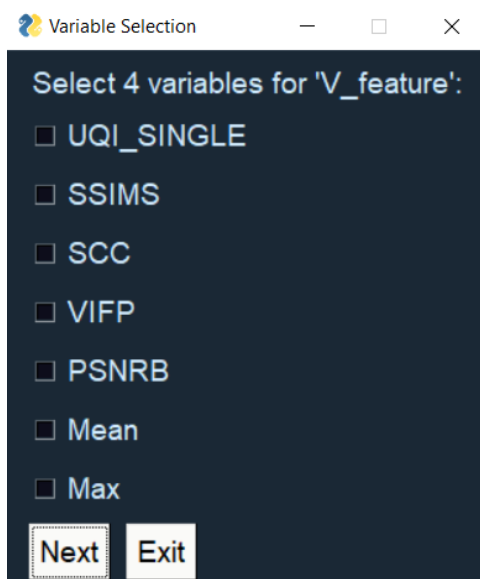 Variable Selection
Select 4 variables for 'V_feature':
UQI_SINGLE
SSIMS
SCC
VIFP
PSNRB
Mean
Max
Next Exit